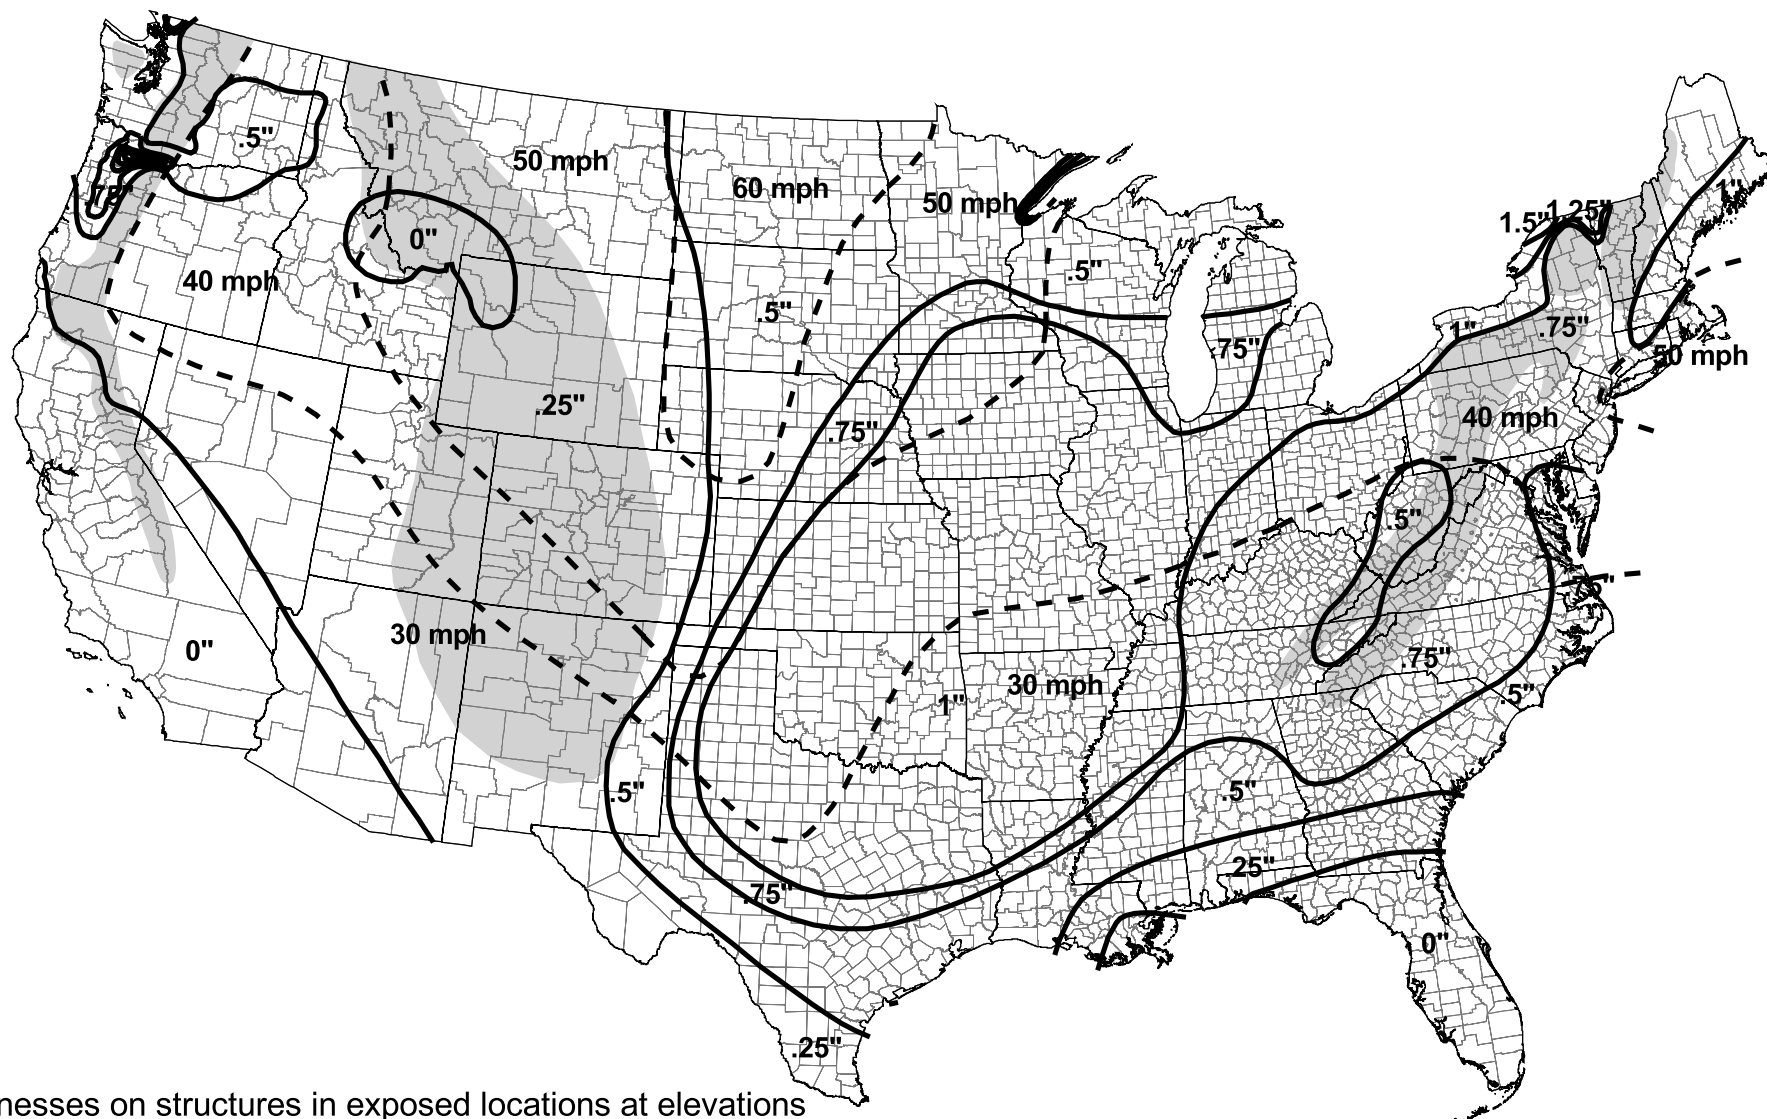 .5"
50 mph
60 mph
50 mph
1"
1.5"
1.25"
.75"
0"
40 mph
.5"
.5"
1"
.75"
.75"
50 mph
.25"
40 mph
.75"
.5"
.75"
30 mph
0"
.75"
30 mph
1"
.5"
.5"
.5"
.25"
.75"
0"
.25"
nesses on structures in exposed locations at elevations